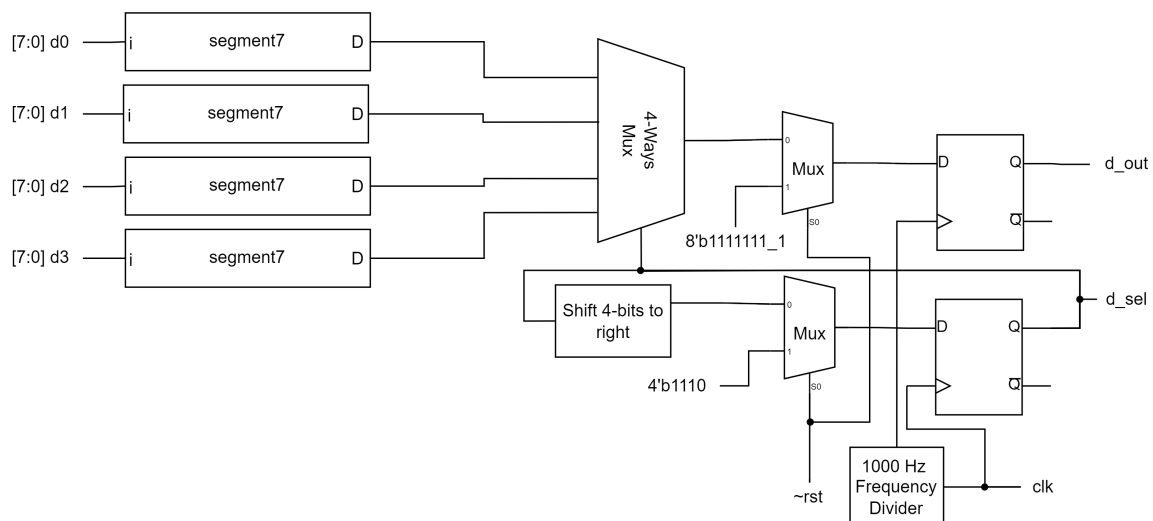 [7:0] d0
i
segment7
D
[7:0] d1
i
segment7
D
[7:0] d2
i
segment7
D
[7:0] d3
i
segment7
D
4-Ways
Mux
0
Mux
1
S0
8'b1111111_1
D
Q
Q
d_out
Shift 4-bits to
right
0
Mux
1
S0
4'b1110
D
Q
Q
d_sel
~rst
1000 Hz
Frequency
Divider
clk